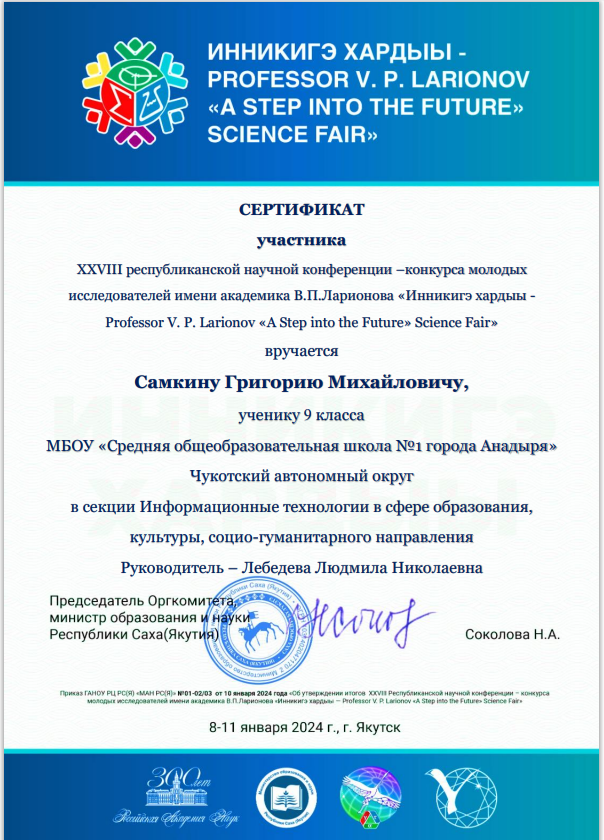 ИННИКИГЭ ХАРДЫЫ -
PROFESSOR V. P. LARIONOV
«A STEP INTO THE FUTURE»
SCIENCE FAIR»
СЕРТИФИКАТ
участника
XXVIII республиканской научной конференции –конкурса молодых
исследователей имени академика В.П.Ларионова «Инникигэ хардыы -
Professor V. P. Larionov «A Step into the Future» Science Fair»
вручается
Самкину Григорию Михайловичу,
ученику 9 класса
МБОУ «Средняя общеобразовательная школа №1 города Анадыря»
Чукотский автономный округ
в секции Информационные технологии в сфере образования,
культуры, социо-гуманитарного направления
Руководитель – Лебедева Людмила Николаевна
Председатель Оргкомитета,
министр образования и науки
Республики Саха(Якутия)
Соколова Н.А.
Приказ ГАНОУ РЦ РС(Я) «МАН РС(Я)» №01-02/03 от 10 января 2024 года «Об утверждении итогов XXVIII Республиканской научной конференции – конкурса
молодых исследователей имени академика В.П.Ларионова «Инникигэ хардыы — Professor V. P. Larionov «A Step into the Future» Science Fair»
8-11 января 2024 г., г. Якутск
300 лет
Российская Академия Наук